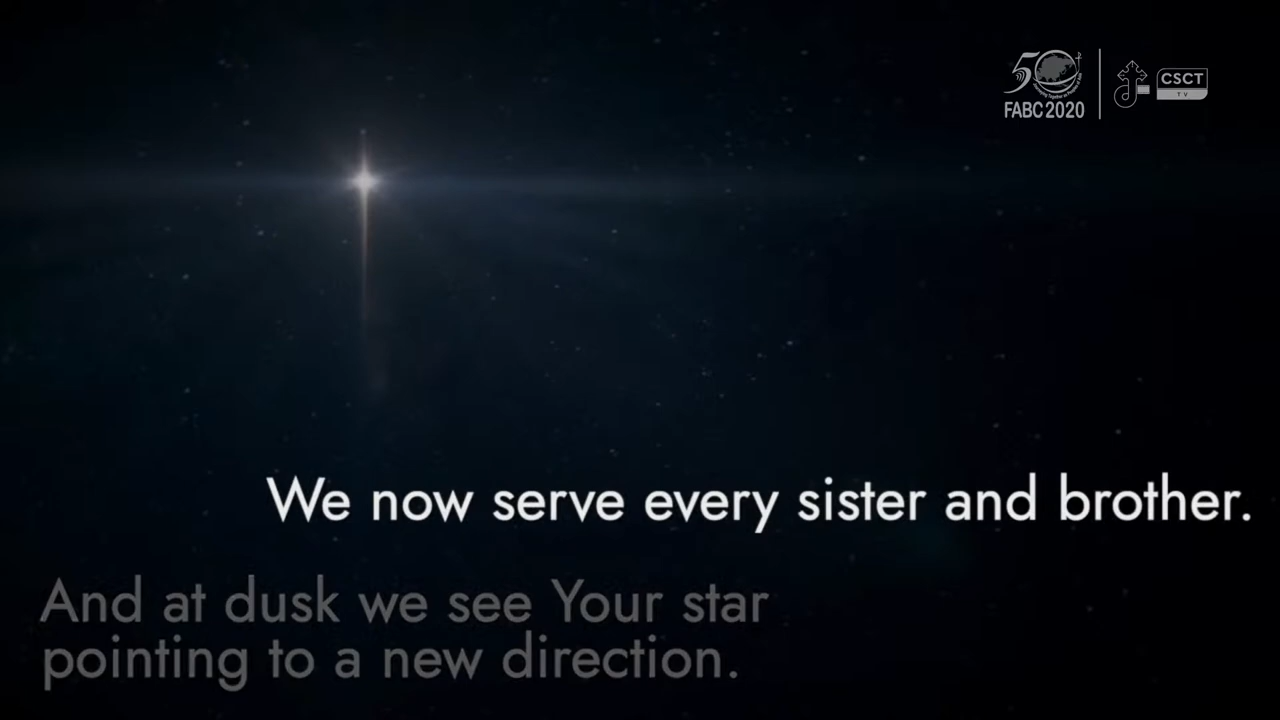 50
FABC 2020
CSCT
TV
We now serve every sister and brother.
And at dusk we see Your star
pointing to a new direction.